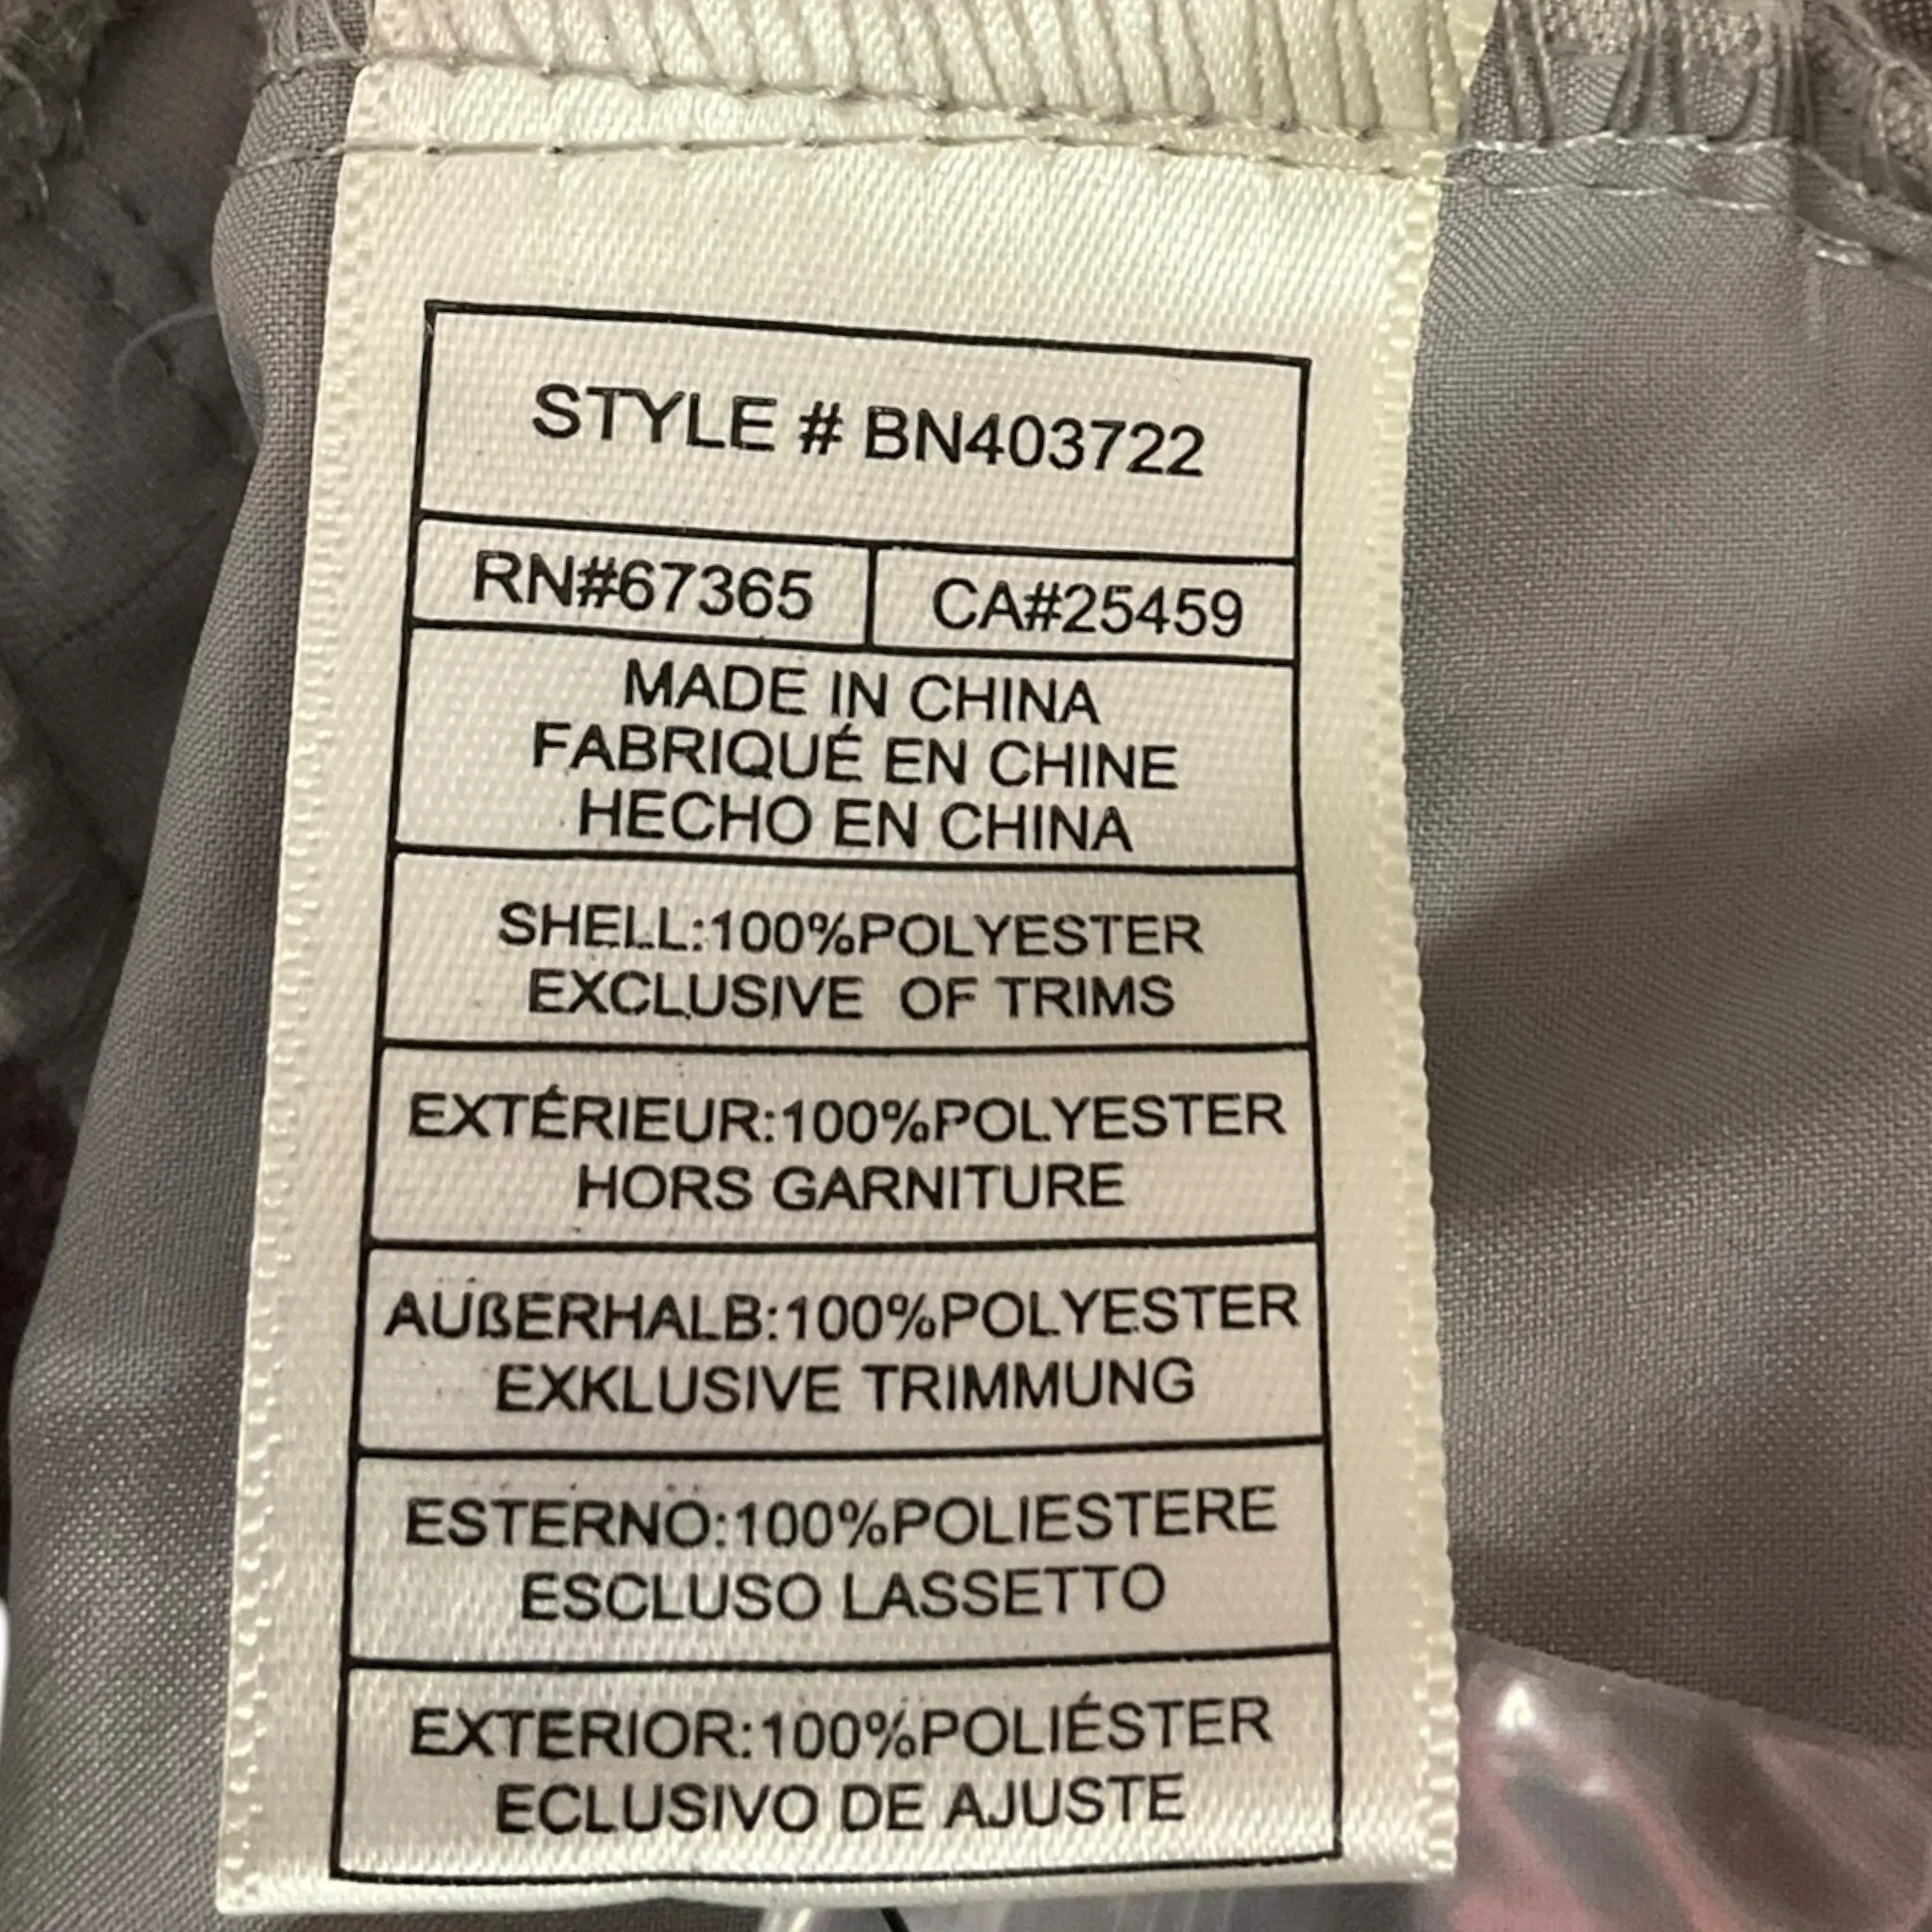 STYLE # BN403722
RN#67365 CA#25459
MADE IN CHINA
FABRIQUÉ EN CHINE
HECHO EN CHINA
SHELL:100%POLYESTER
EXCLUSIVE OF TRIMS
EXTÉRIEUR:100%POLYESTER
HORS GARNITURE
AUßERHALB:100%POLYESTER
EXKLUSIVE TRIMMUNG
ESTERNO:100%POLIESTERE
ESCLUSO LASSETTO
EXTERIOR:100%POLIÉSTER
ECLUSIVO DE AJUSTE